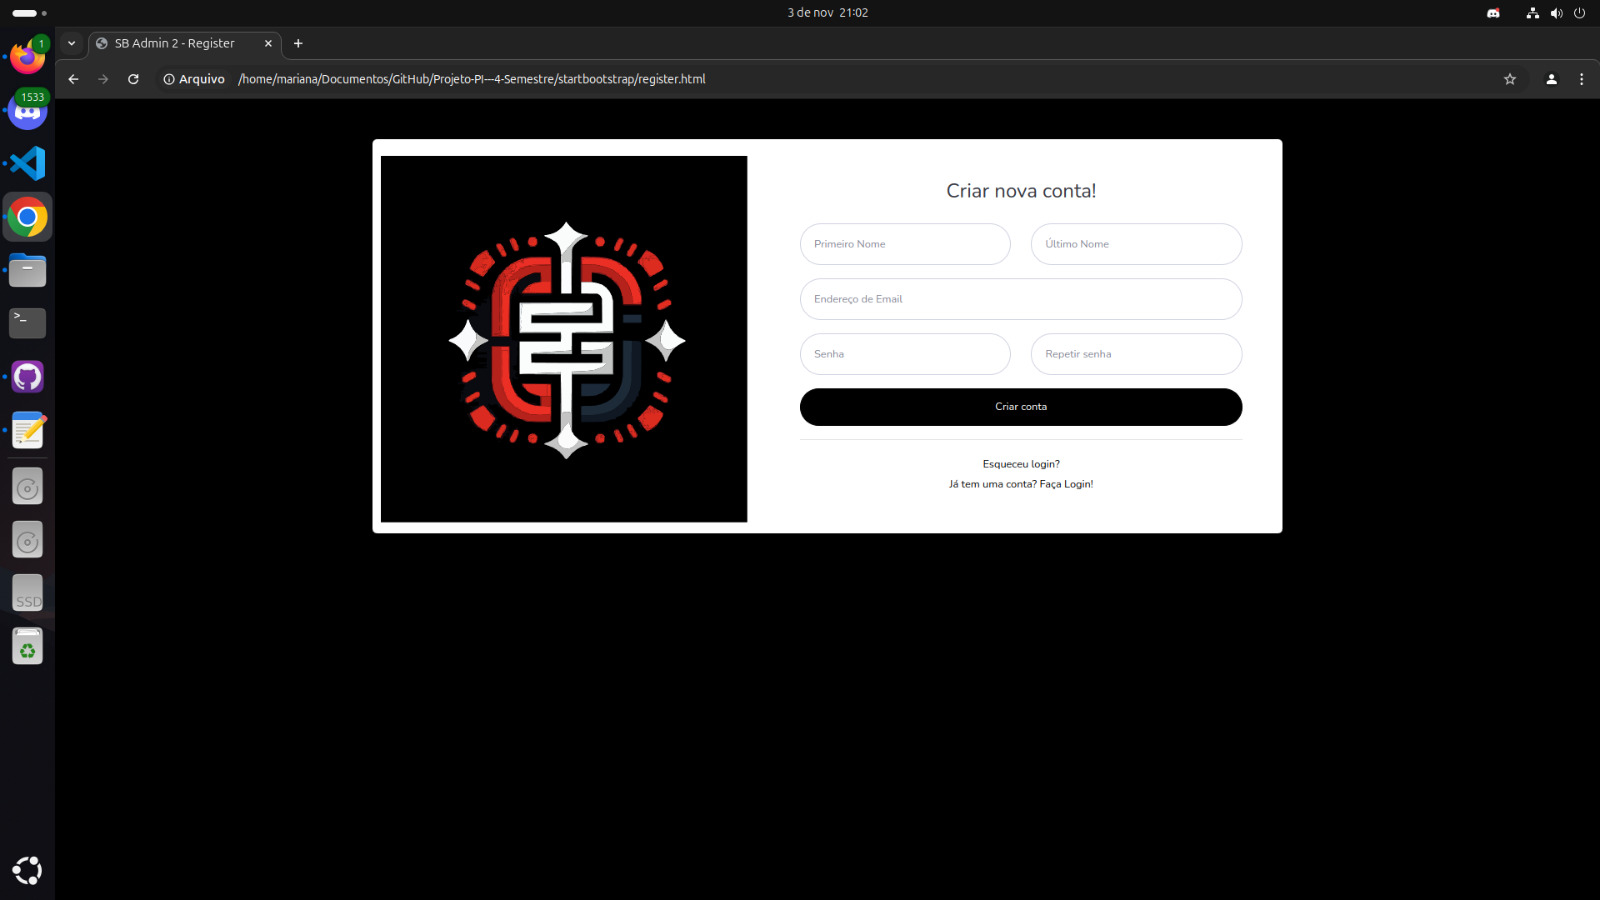 3 de nov 21:02
1
SB Admin 2 - Register
Arquivo /home/mariana/Documentos/GitHub/Projeto-PI---4-Semestre/startbootstrap/register.html
1533
Criar nova conta!
Primeiro Nome Último Nome
Endereço de Email
Senha Repetir senha
Criar conta
Esqueceu login?
Já tem uma conta? Faça Login!
>_
SSD